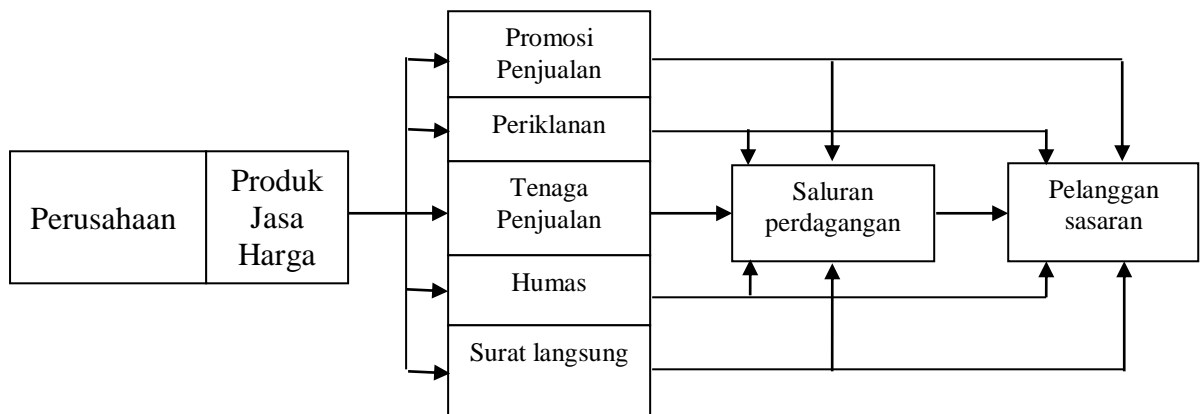 Perusahaan
Produk
Jasa
Harga
Promosi
Penjualan
Periklanan
Tenaga
Penjualan
Humas
Surat langsung
Saluran
perdagangan
Pelanggan
sasaran